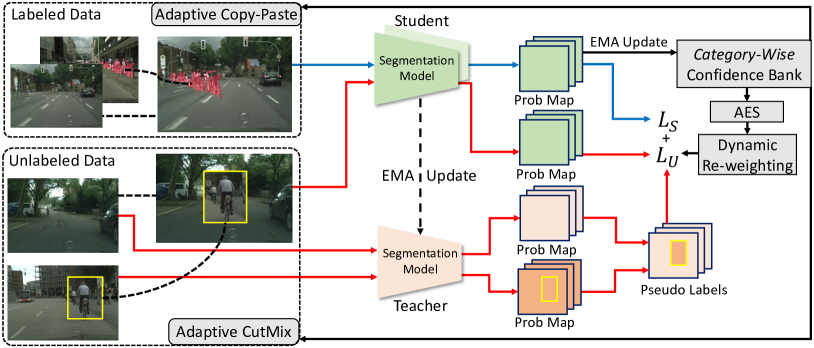 Labeled Data
Adaptive Copy-Paste
Student
Segmentation
Model
Prob Map
EMA Update
Category-Wise
Confidence Bank
AES
Dynamic
Re-weighting
L_S
+
L_U
Prob Map
Unlabeled Data
EMA Update
Segmentation
Model
Teacher
Prob Map
Prob Map
Pseudo Labels
Adaptive CutMix